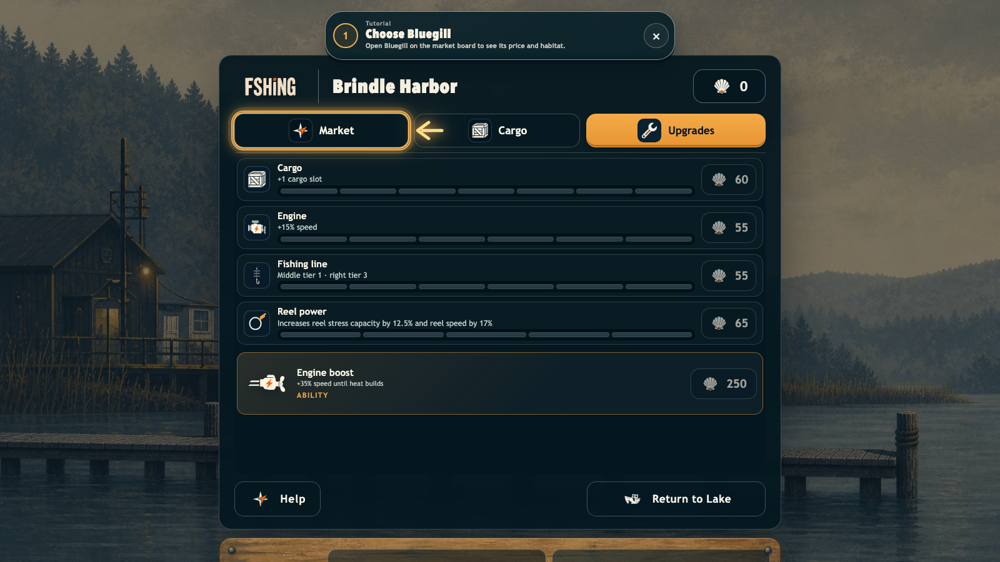 Tutorial
1
Choose Bluegill
Open Bluegill on the market board to see its price and habitat.
FSHiNG
Brindle Harbor
0
Market
Cargo
Upgrades
Cargo
+1 cargo slot
60
Engine
+15% speed
55
Fishing line
Middle tier 1 · right tier 3
55
Reel power
Increases reel stress capacity by 12.5% and reel speed by 17%
65
Engine boost
+35% speed until heat builds
ABILITY
250
Help
Return to Lake